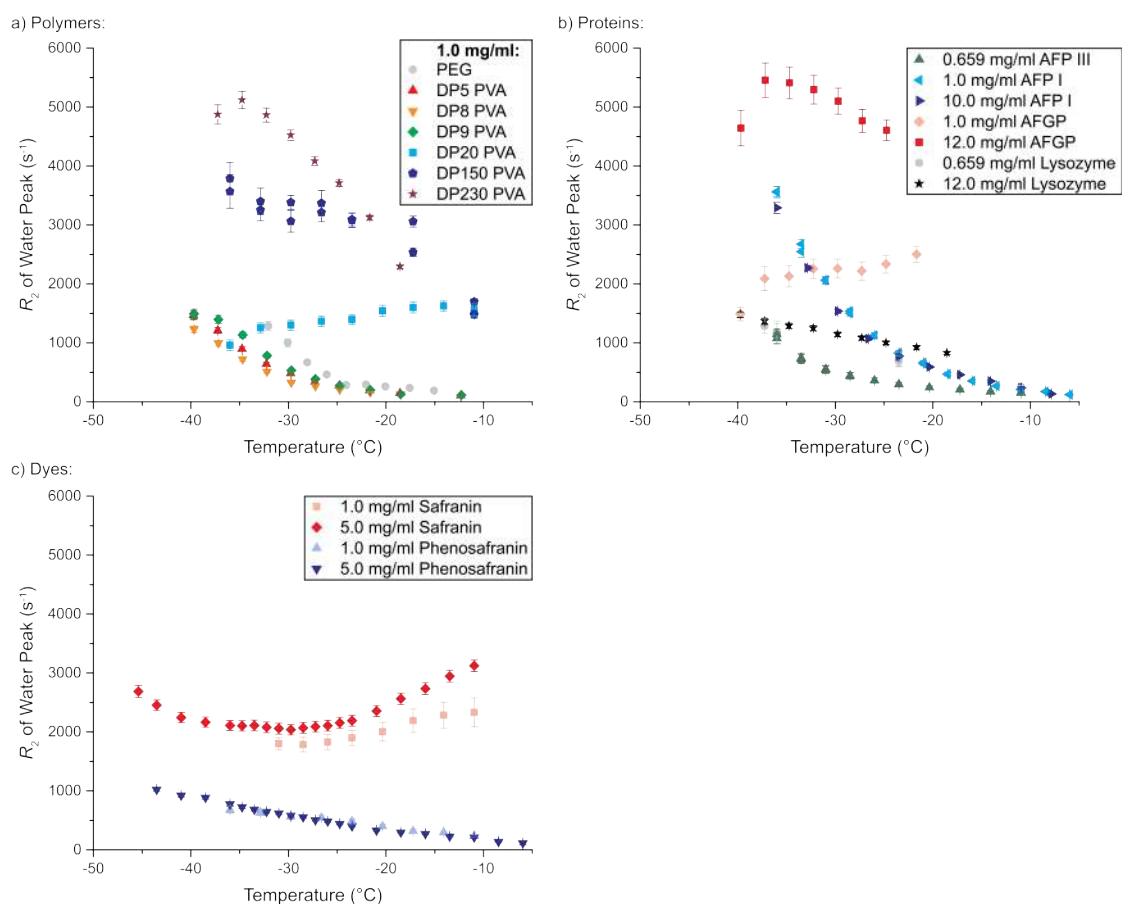 a) Polymers:
R2 of Water Peak (s-1)
6000
5000
4000
3000
2000
1000
0
1.0 mg/ml:
PEG
DP5 PVA
DP8 PVA
DP9 PVA
DP20 PVA
DP150 PVA
DP230 PVA
-50
-40
-30
-20
-10
Temperature (°C)
b) Proteins:
R2 of Water Peak (s-1)
6000
5000
4000
3000
2000
1000
0
0.659 mg/ml AFP III
1.0 mg/ml AFP I
10.0 mg/ml AFP I
1.0 mg/ml AFGP
12.0 mg/ml AFGP
0.659 mg/ml Lysozyme
12.0 mg/ml Lysozyme
-50
-40
-30
-20
-10
Temperature (°C)
c) Dyes:
R2 of Water Peak (s-1)
6000
5000
4000
3000
2000
1000
0
1.0 mg/ml Safranin
5.0 mg/ml Safranin
1.0 mg/ml Phenosafranin
5.0 mg/ml Phenosafranin
-50
-40
-30
-20
-10
Temperature (°C)